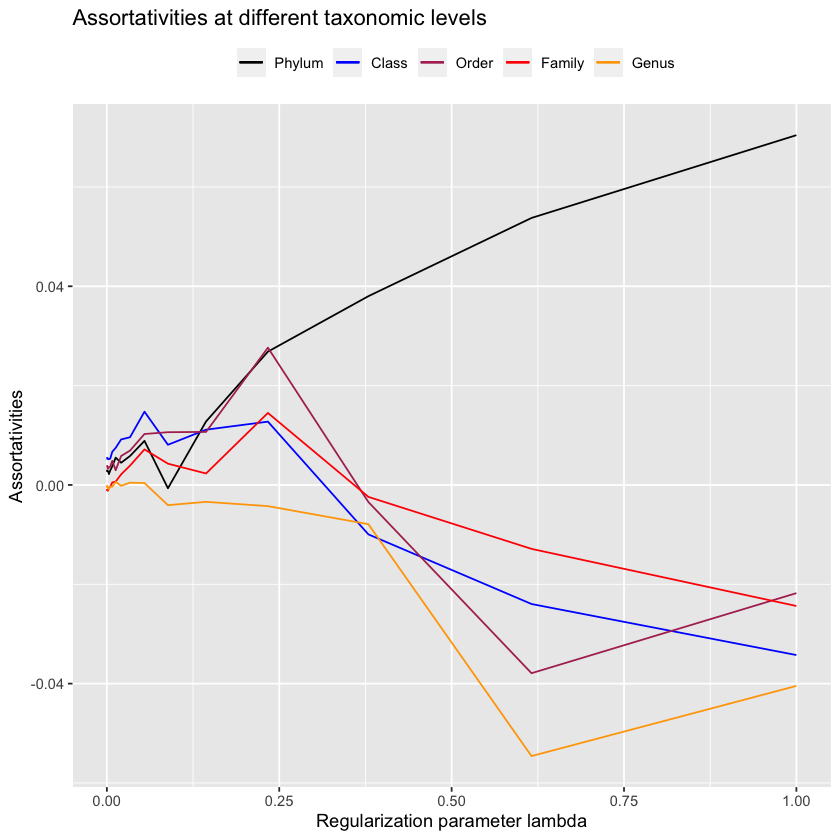 Assortativities at different taxonomic levels
Phylum Class Order Family Genus
Assortativities
0.04
0.00
-0.04
0.00 0.25 0.50 0.75 1.00
Regularization parameter lambda